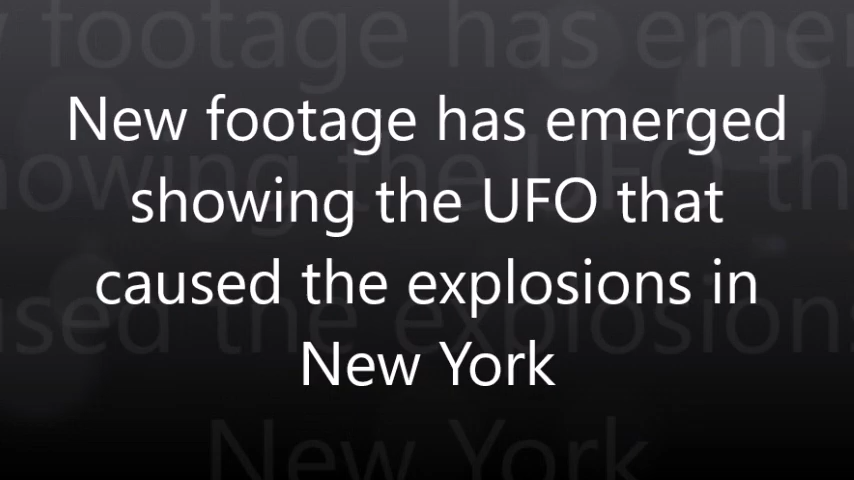 New footage has emerged
showing the UFO that
caused the explosions in
New York